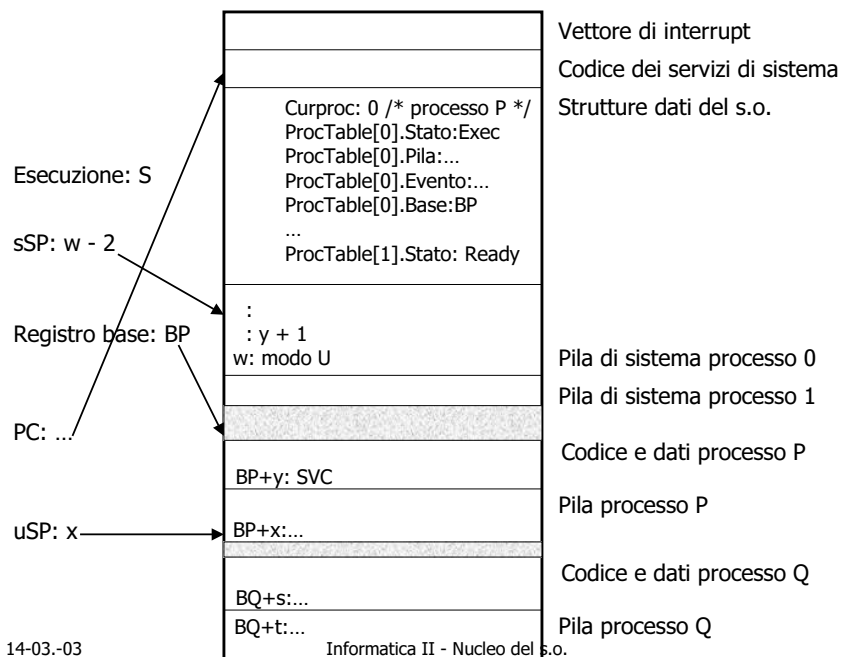 Vettore di interrupt
Codice dei servizi di sistema
Curproc: 0 /* processo P */
Strutture dati del s.o.
ProcTable[0].Stato:Exec
ProcTable[0].Pila:...
Esecuzione: S
ProcTable[0].Evento:...
ProcTable[0].Base:BP
...
sSP: w - 2
ProcTable[1].Stato: Ready
:
Registro base: BP
: y + 1
w: modo U
Pila di sistema processo 0
Pila di sistema processo 1
PC: ...
Codice e dati processo P
BP+y: SVC
Pila processo P
uSP: x
BP+x:...
Codice e dati processo Q
BQ+s:...
BQ+t:...
Pila processo Q
14-03.-03
Informatica II - Nucleo del s.o.